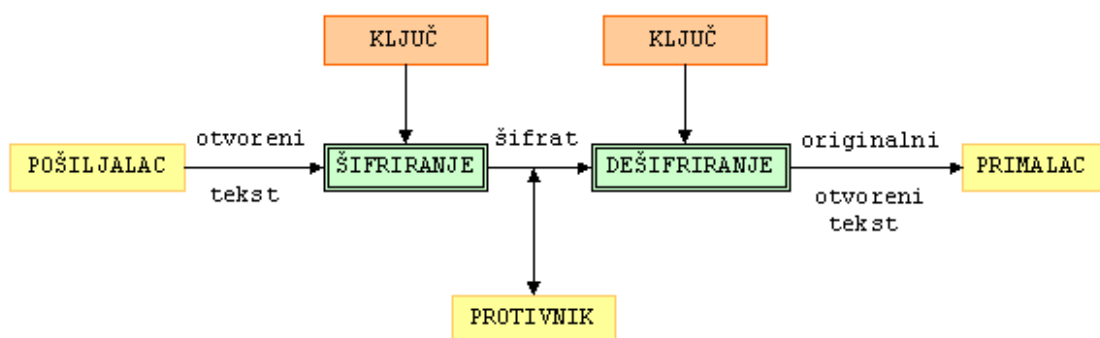 KLJUČ
KLJUČ
POŠILJALAC
otvoreni
tekst
ŠIFRIRANJE
šifrat
DEŠIFRIRANJE
originalni
otvoreni
tekst
PRIMALAC
PROTIVNIK